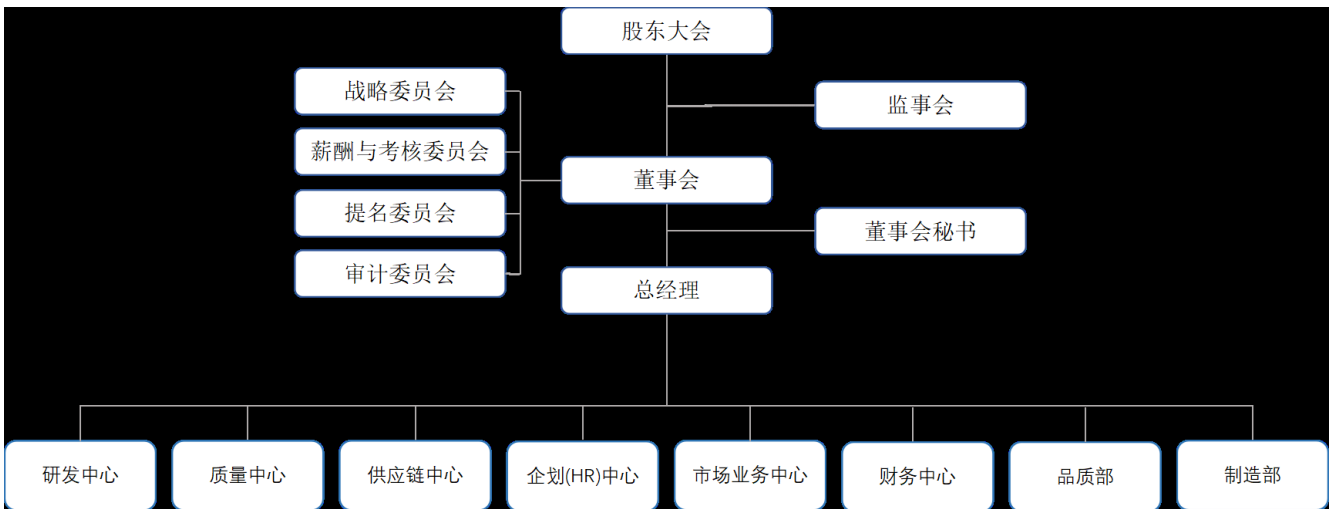 股东大会
战略委员会
监事会
薪酬与考核委员会
董事会
提名委员会
董事会秘书
审计委员会
总经理
研发中心
质量中心
供应链中心
企划(HR)中心
市场业务中心
财务中心
品质部
制造部